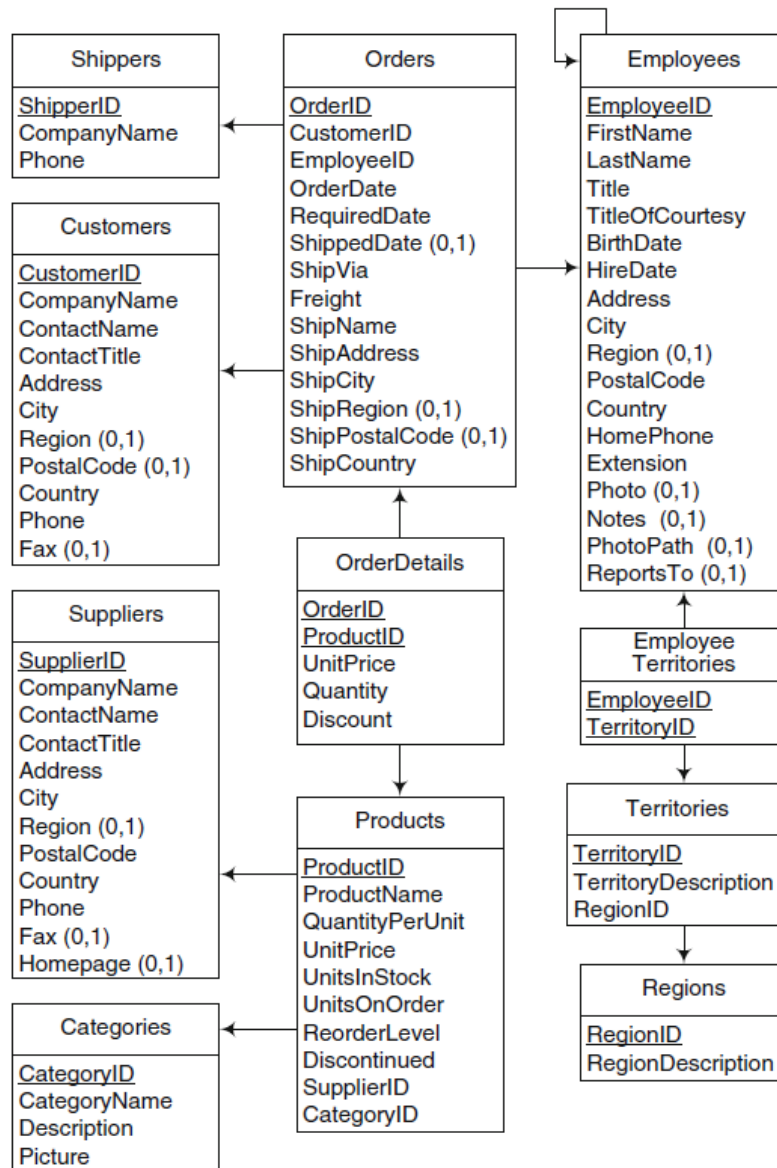 Shippers
ShipperID
CompanyName
Phone
Customers
CustomerID
CompanyName
ContactName
ContactTitle
Address
City
Region (0,1)
PostalCode (0,1)
Country
Phone
Fax (0,1)
Suppliers
SupplierID
CompanyName
ContactName
ContactTitle
Address
City
Region (0,1)
PostalCode
Country
Phone
Fax (0,1)
Homepage (0,1)
Categories
CategoryID
CategoryName
Description
Picture
Orders
OrderID
CustomerID
EmployeeID
OrderDate
RequiredDate
ShippedDate (0,1)
ShipVia
Freight
ShipName
ShipAddress
ShipCity
ShipRegion (0,1)
ShipPostalCode (0,1)
ShipCountry
OrderDetails
OrderID
ProductID
UnitPrice
Quantity
Discount
Products
ProductID
ProductName
QuantityPerUnit
UnitPrice
UnitsInStock
UnitsOnOrder
ReorderLevel
Discontinued
SupplierID
CategoryID
Employees
EmployeeID
FirstName
LastName
Title
TitleOfCourtesy
BirthDate
HireDate
Address
City
Region (0,1)
PostalCode
Country
HomePhone
Extension
Photo (0,1)
Notes (0,1)
PhotoPath (0,1)
ReportsTo (0,1)
Employee
Territories
EmployeeID
TerritoryID
Territories
TerritoryID
TerritoryDescription
RegionID
Regions
RegionID
RegionDescription